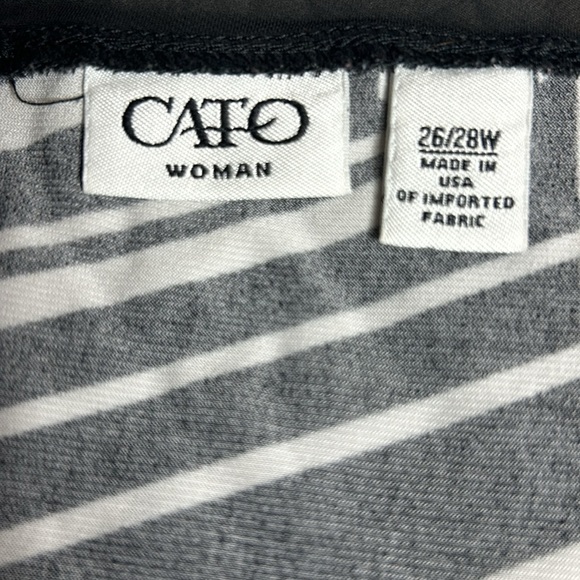 CATO
WOMAN
26/28W
MADE IN
USA
OF IMPORTED
FABRIC